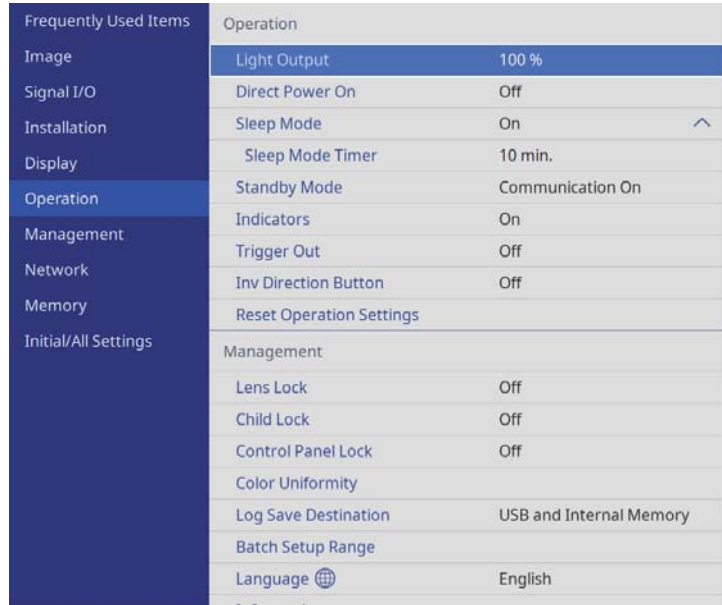 Frequently Used Items
Image
Signal I/O
Installation
Display
Operation
Management
Network
Memory
Initial/All Settings
Operation
Light Output 100 %
Direct Power On Off
Sleep Mode On
Sleep Mode Timer 10 min.
Standby Mode Communication On
Indicators On
Trigger Out Off
Inv Direction Button Off
Reset Operation Settings
Management
Lens Lock Off
Child Lock Off
Control Panel Lock Off
Color Uniformity
Log Save Destination USB and Internal Memory
Batch Setup Range
Language English